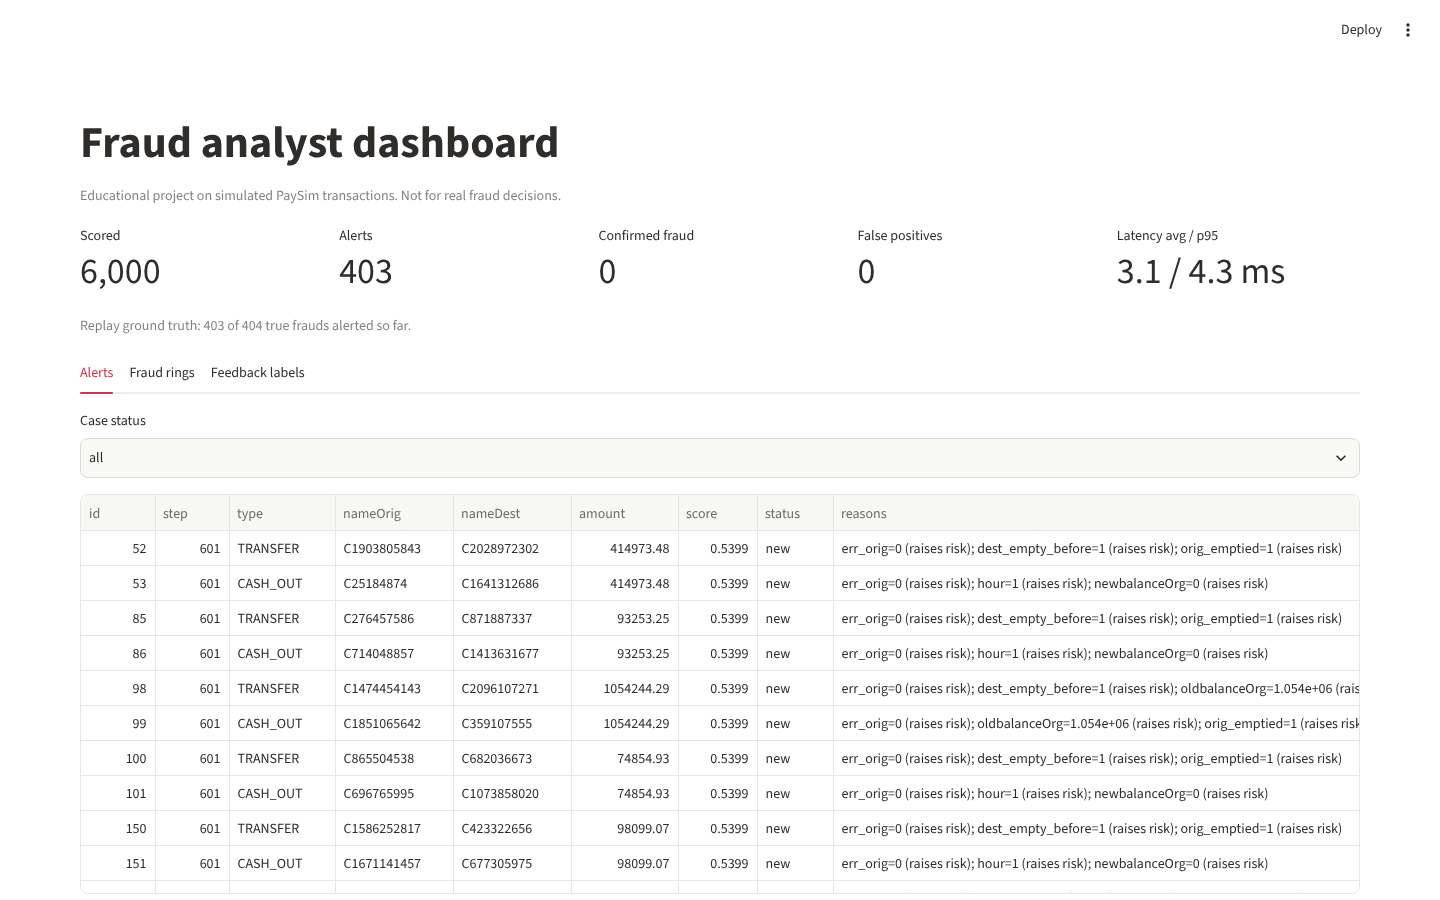 Deploy
Fraud analyst dashboard
Educational project on simulated PaySim transactions. Not for real fraud decisions.
Scored Alerts Confirmed fraud False positives Latency avg / p95
6,000 403 0 0 3.1 / 4.3 ms
Replay ground truth: 403 of 404 true frauds alerted so far.
Alerts Fraud rings Feedback labels
Case status
all
id step type nameOrig nameDest amount score status reasons
52 601 TRANSFER C1903805843 C2028972302 414973.48 0.5399 new err_orig=0 (raises risk); dest_empty_before=1 (raises risk); orig_emptied=1 (raises risk)
53 601 CASH_OUT C25184874 C1641312686 414973.48 0.5399 new err_orig=0 (raises risk); hour=1 (raises risk); newbalanceOrg=0 (raises risk)
85 601 TRANSFER C276457586 C871887337 93253.25 0.5399 new err_orig=0 (raises risk); dest_empty_before=1 (raises risk); orig_emptied=1 (raises risk)
86 601 CASH_OUT C714048857 C1413631677 93253.25 0.5399 new err_orig=0 (raises risk); hour=1 (raises risk); newbalanceOrg=0 (raises risk)
98 601 TRANSFER C1474454143 C2096107271 1054244.29 0.5399 new err_orig=0 (raises risk); dest_empty_before=1 (raises risk); oldbalanceOrg=1.054e+06 (rais
99 601 CASH_OUT C1851065642 C359107555 1054244.29 0.5399 new err_orig=0 (raises risk); oldbalanceOrg=1.054e+06 (raises risk); orig_emptied=1 (raises risk
100 601 TRANSFER C865504538 C682036673 74854.93 0.5399 new err_orig=0 (raises risk); dest_empty_before=1 (raises risk); orig_emptied=1 (raises risk)
101 601 CASH_OUT C696765995 C1073858020 74854.93 0.5399 new err_orig=0 (raises risk); hour=1 (raises risk); newbalanceOrg=0 (raises risk)
150 601 TRANSFER C1586252817 C423322656 98099.07 0.5399 new err_orig=0 (raises risk); dest_empty_before=1 (raises risk); orig_emptied=1 (raises risk)
151 601 CASH_OUT C1671141457 C677305975 98099.07 0.5399 new err_orig=0 (raises risk); hour=1 (raises risk); newbalanceOrg=0 (raises risk)